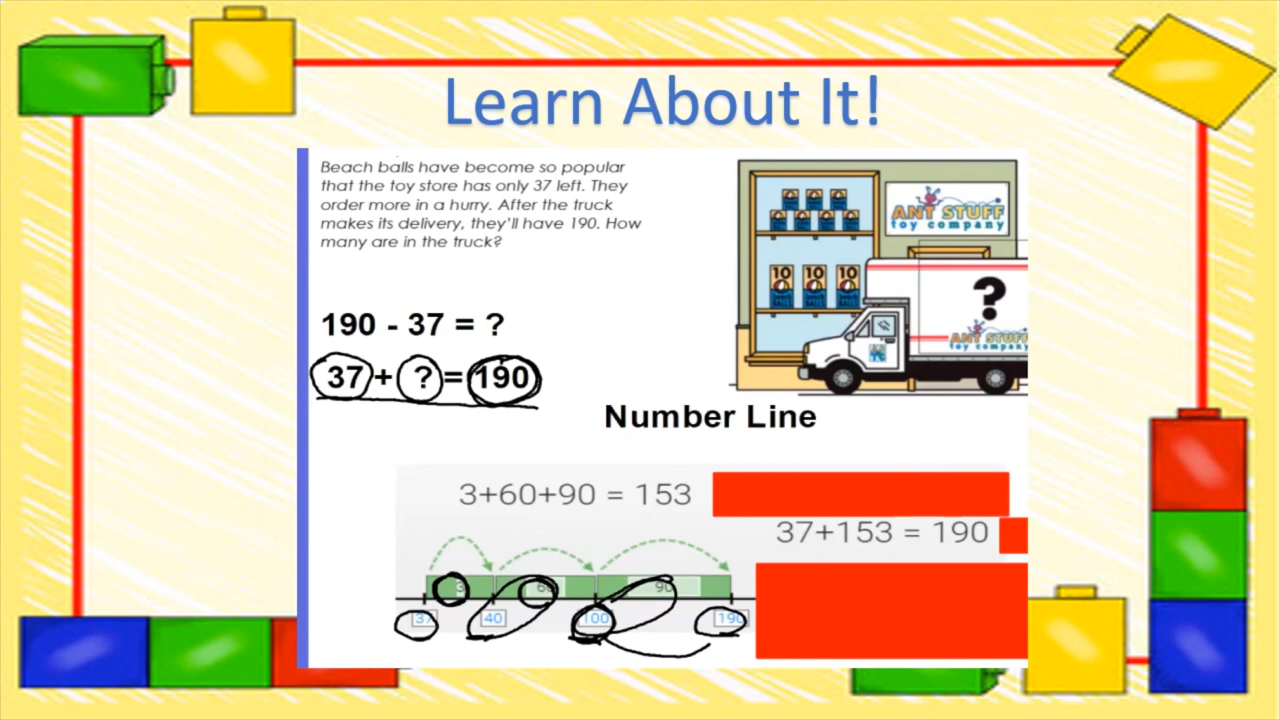 Learn About It!
Beach balls have become so popular
that the toy store has only 37 left. They
order more in a hurry. After the truck
makes its delivery, they'll have 190. How
many are in the truck?
ANT STUFF
toy company
10 10 10
?
ANT STUFF
toy company
190 - 37 = ?
37 + ? = 190
Number Line
3+60+90 = 153
37+153 = 190
3 60 90
37 40 100 190